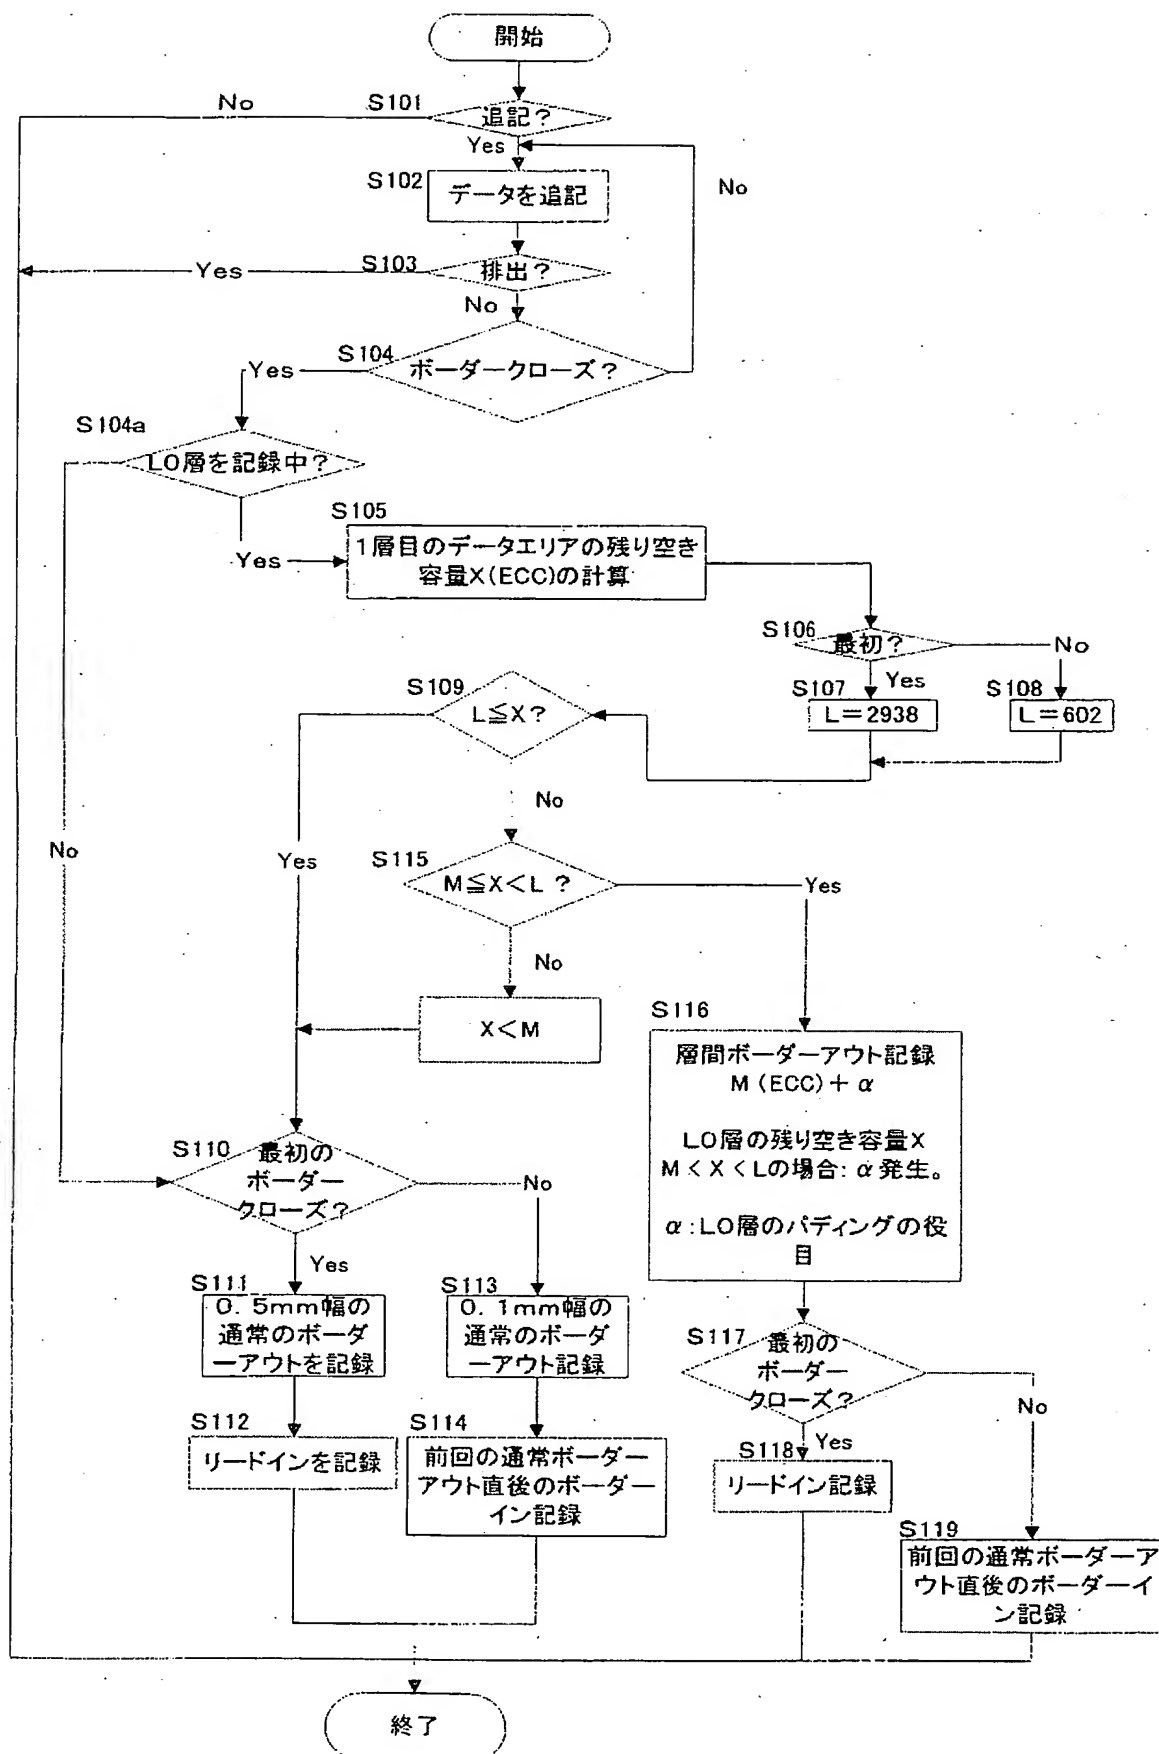 開始
No
S101
追記？
Yes
S102
データを追記
No
S103
排出？
Yes
No
S104
ボーダークローズ？
Yes
S104a
L0層を記録中？
S105
1層目のデータエリアの残り空き
容量X(ECC)の計算
Yes
S106
最初？
No
S107
Yes
S108
L＝2938
L＝602
S109
L≦X？
No
No
Yes
S115
M≦X＜L？
Yes
No
X＜M
S116
層間ボーダーアウト記録
M(ECC)＋α
L0層の残り空き容量X
M＜X＜Lの場合：α発生。
α：L0層のパディングの役
目
S110
最初の
ボーダー
クローズ？
No
Yes
S111
0．5mm幅の
通常のボーダ
ーアウトを記録
S113
0．1mm幅の
通常のボーダ
ーアウト記録
S117
最初の
ボーダー
クローズ？
No
S112
リードインを記録
S114
前回の通常ボーダー
アウト直後のボーダー
イン記録
S118
Yes
リードイン記録
S119
前回の通常ボーダーア
ウト直後のボーダーイ
ン記録
終了